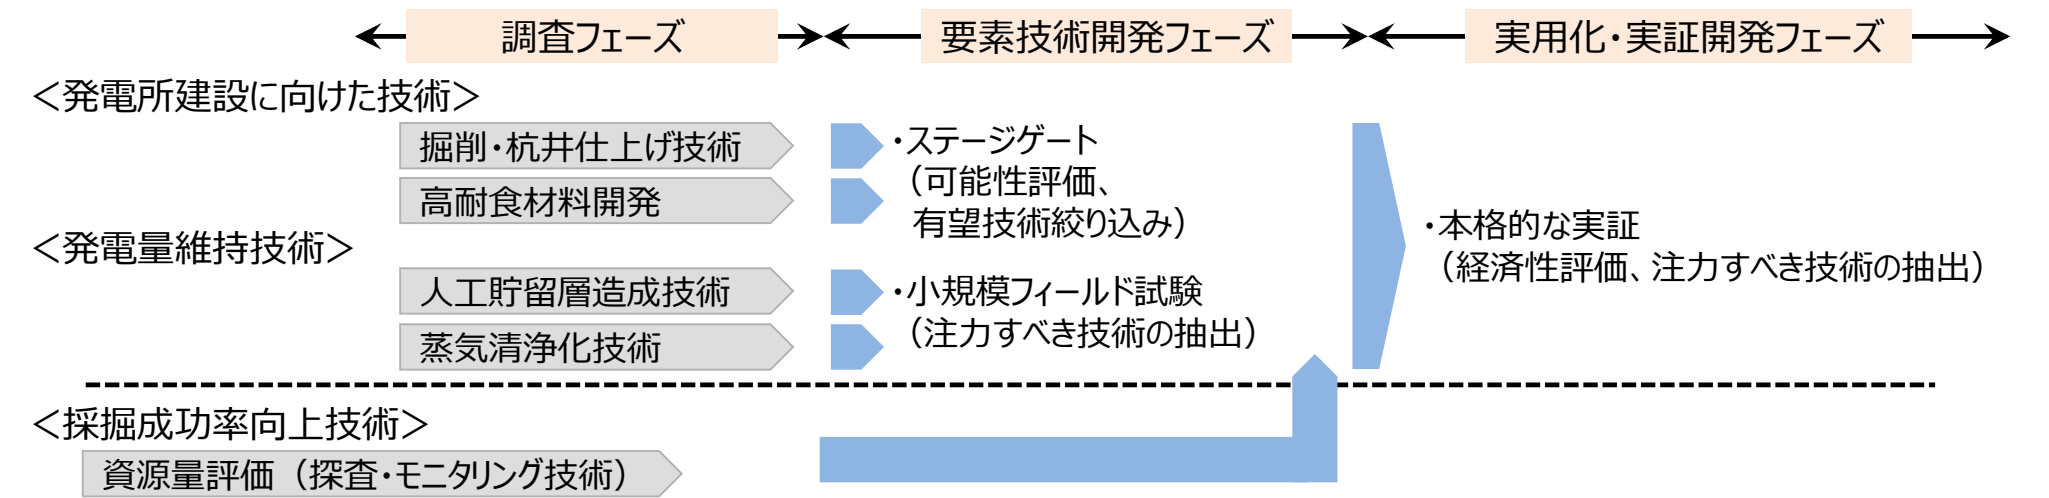 調査フェーズ
要素技術開発フェーズ
実用化・実証開発フェーズ
＜発電所建設に向けた技術＞
掘削・杭井仕上げ技術
高耐食材料開発
・ステージゲート
（可能性評価、
有望技術絞り込み）
＜発電量維持技術＞
人工貯留層造成技術
蒸気清浄化技術
・小規模フィールド試験
（注力すべき技術の抽出）
・本格的な実証
（経済性評価、注力すべき技術の抽出）
＜採掘成功率向上技術＞
資源量評価（探査・モニタリング技術）